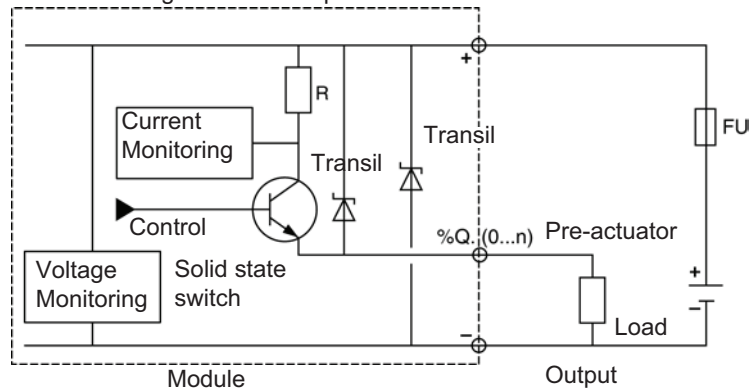 +
R
FU
Current
Monitoring
Transil
Transil
Control
%Q. (0...n)
Pre-actuator
Voltage
Monitoring
Solid state
switch
+
−
Load
−
Module
Output